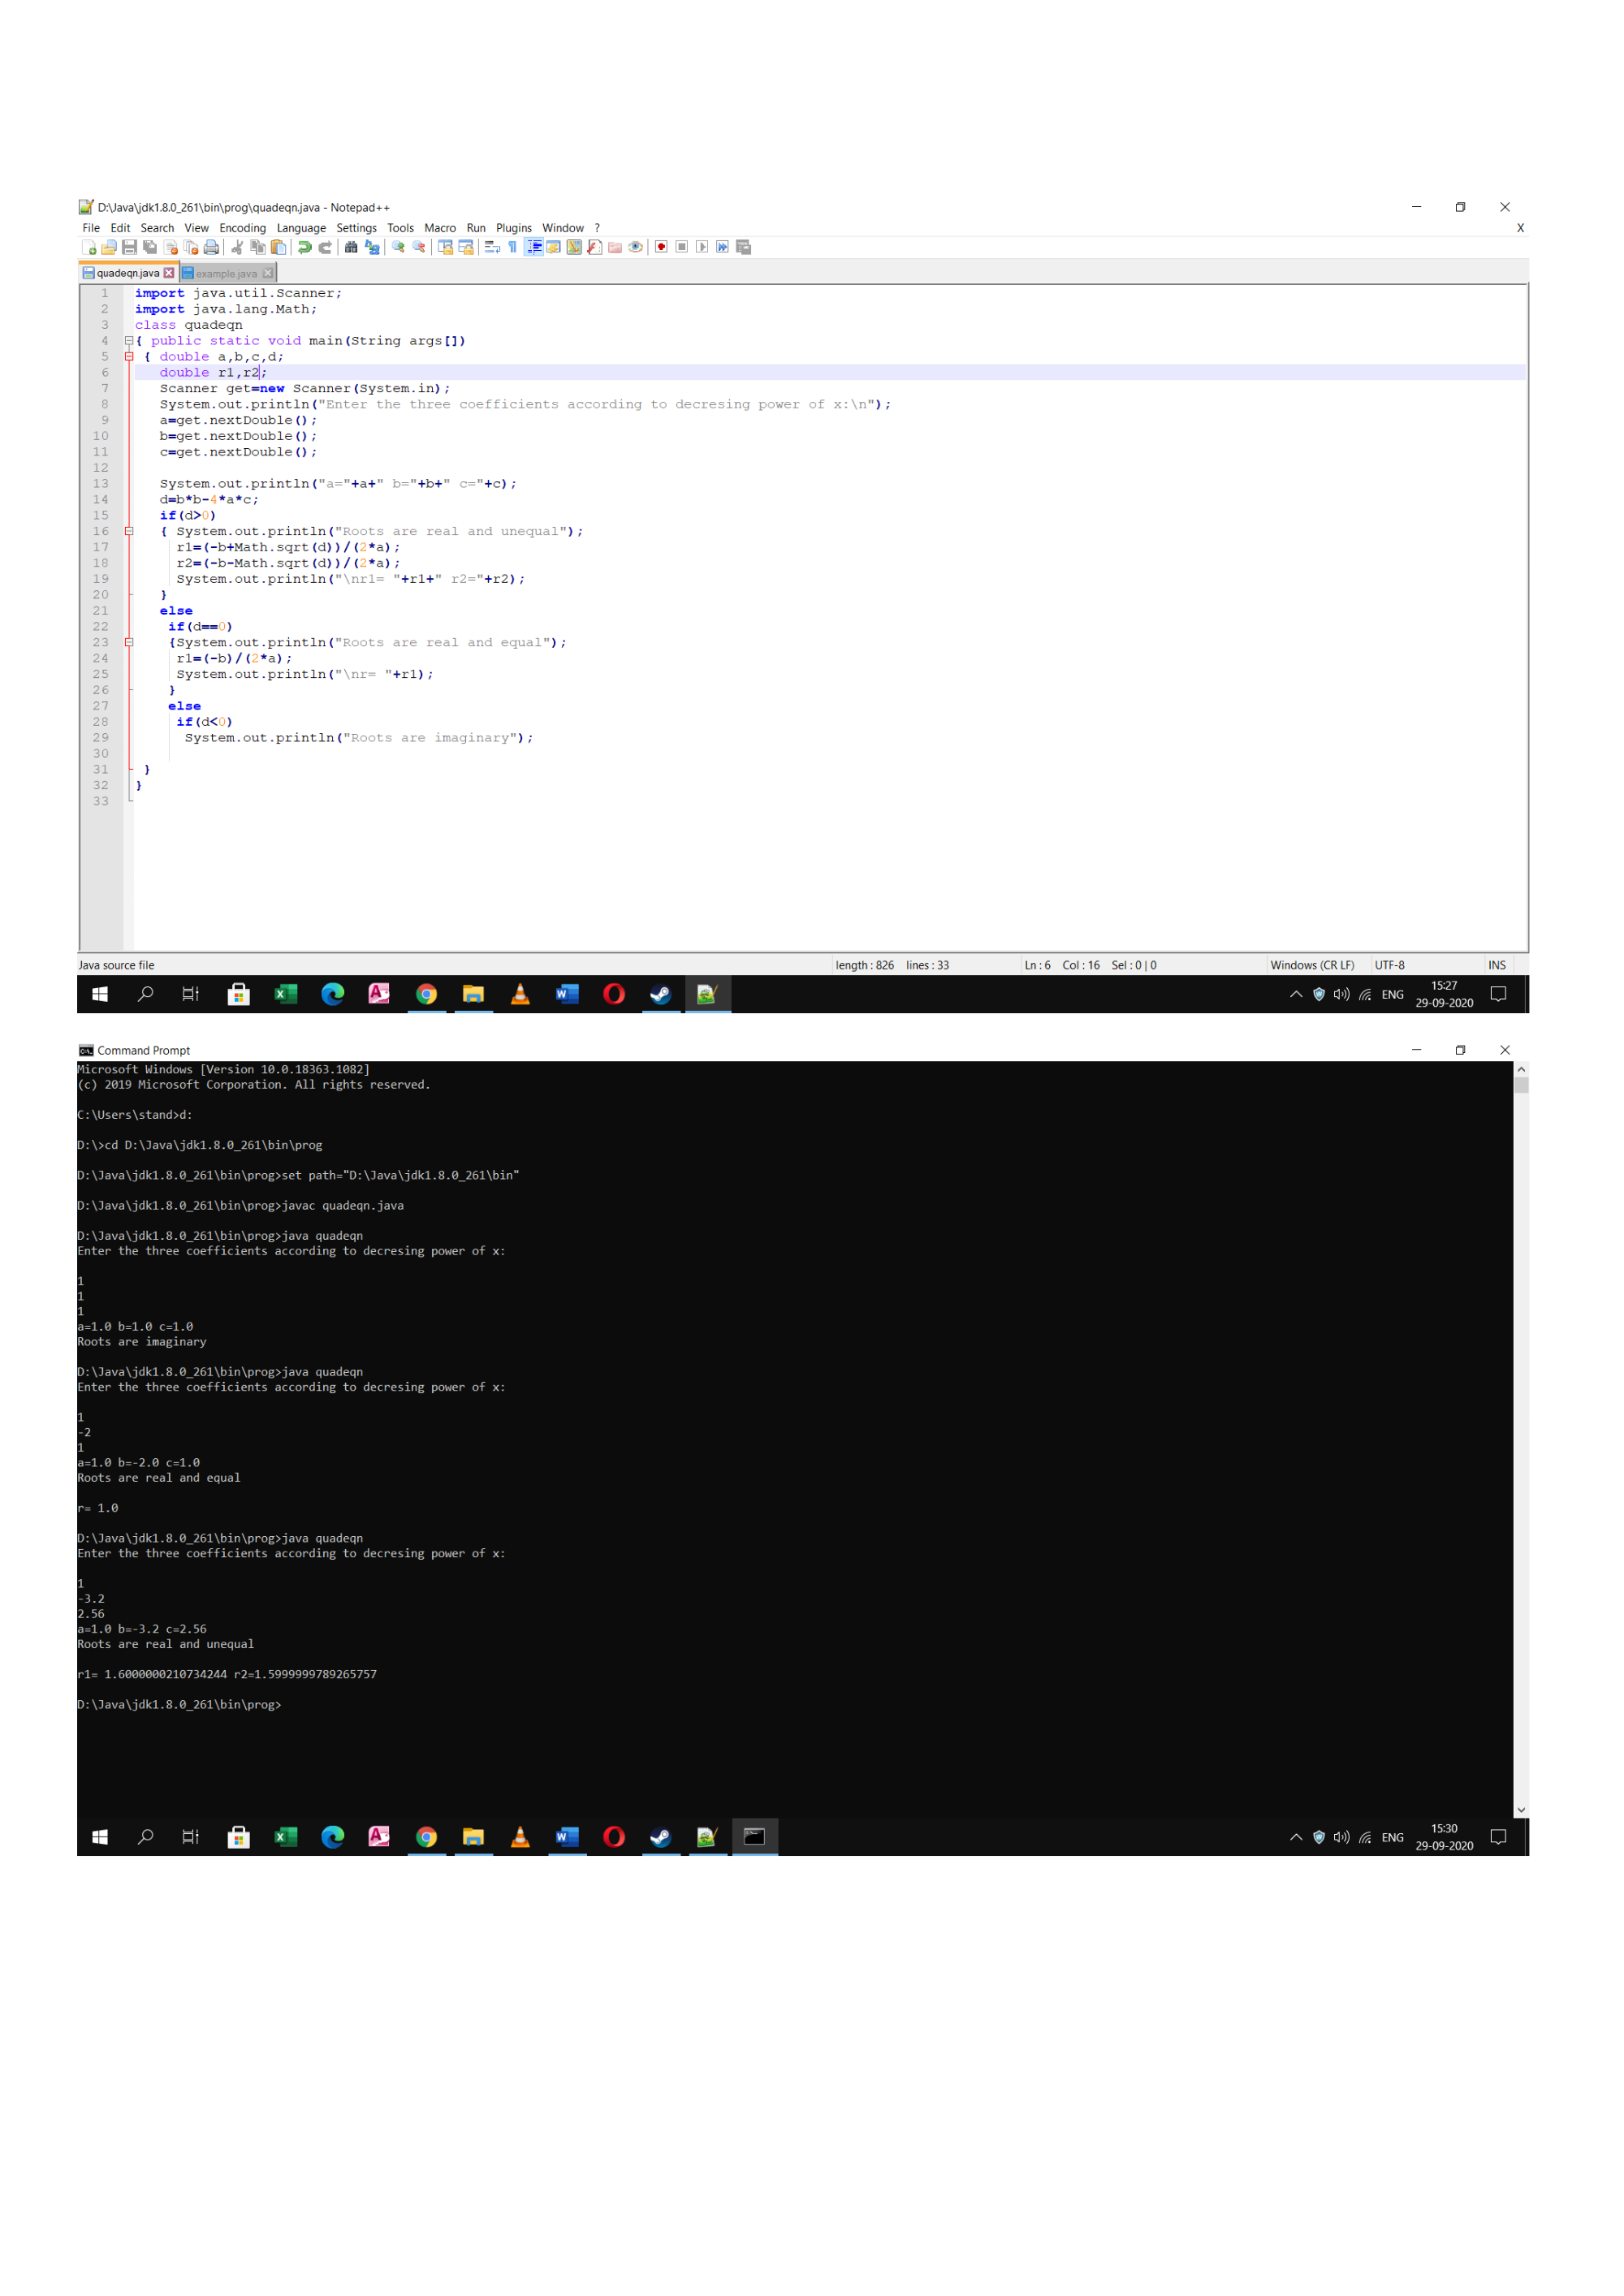 D:\Java\jdk1.8.0_261\bin\prog\quadeqn.java - Notepad++
File Edit Search View Encoding Language Settings Tools Macro Run Plugins Window ? X
quadeqn.java example.java
1 import java.util.Scanner;
2 import java.lang.Math;
3 class quadeqn
4 { public static void main(String args[])
5 { double a,b,c,d;
6 double r1,r2;
7 Scanner get=new Scanner(System.in);
8 System.out.println("Enter the three coefficients according to decresing power of x:\n");
9 a=get.nextDouble();
10 b=get.nextDouble();
11 c=get.nextDouble();
12
13 System.out.println("a="+a+" b="+b+" c="+c);
14 d=b*b-4*a*c;
15 if(d>0)
16 { System.out.println("Roots are real and unequal");
17 r1=(-b+Math.sqrt(d))/(2*a);
18 r2=(-b-Math.sqrt(d))/(2*a);
19 System.out.println("\nr1= "+r1+" r2="+r2);
20 }
21 else
22 if(d==0)
23 {System.out.println("Roots are real and equal");
24 r1=(-b)/(2*a);
25 System.out.println("\nr= "+r1);
26 }
27 else
28 if(d<0)
29 System.out.println("Roots are imaginary");
30
31 }
32 }
33
Java source file length : 826 lines : 33 Ln : 6 Col : 16 Sel : 0 | 0 Windows (CR LF) UTF-8 INS
ENG 15:27
29-09-2020
Command Prompt
Microsoft Windows [Version 10.0.18363.1082]
(c) 2019 Microsoft Corporation. All rights reserved.
C:\Users\stand>d:
D:\>cd D:\Java\jdk1.8.0_261\bin\prog
D:\Java\jdk1.8.0_261\bin\prog>set path="D:\Java\jdk1.8.0_261\bin"
D:\Java\jdk1.8.0_261\bin\prog>javac quadeqn.java
D:\Java\jdk1.8.0_261\bin\prog>java quadeqn
Enter the three coefficients according to decresing power of x:
1
1
1
a=1.0 b=1.0 c=1.0
Roots are imaginary
D:\Java\jdk1.8.0_261\bin\prog>java quadeqn
Enter the three coefficients according to decresing power of x:
1
-2
1
a=1.0 b=-2.0 c=1.0
Roots are real and equal
r= 1.0
D:\Java\jdk1.8.0_261\bin\prog>java quadeqn
Enter the three coefficients according to decresing power of x:
1
-3.2
2.56
a=1.0 b=-3.2 c=2.56
Roots are real and unequal
r1= 1.6000000210734244 r2=1.5999999789265757
D:\Java\jdk1.8.0_261\bin\prog>
ENG 15:30
29-09-2020